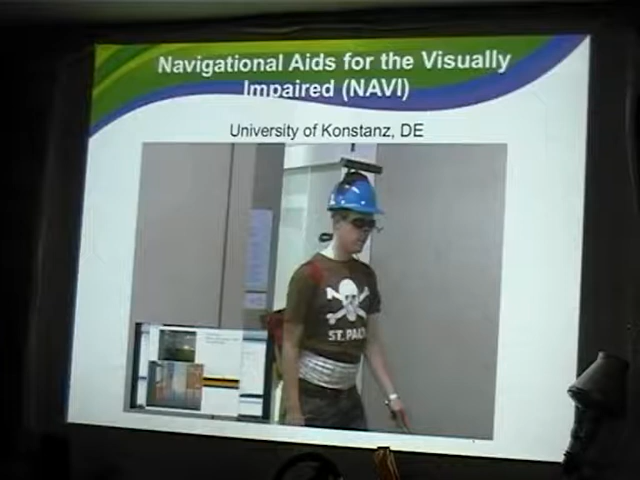 Navigational Aids for the Visually
Impaired (NAVI)
University of Konstanz, DE
ST. PAULI